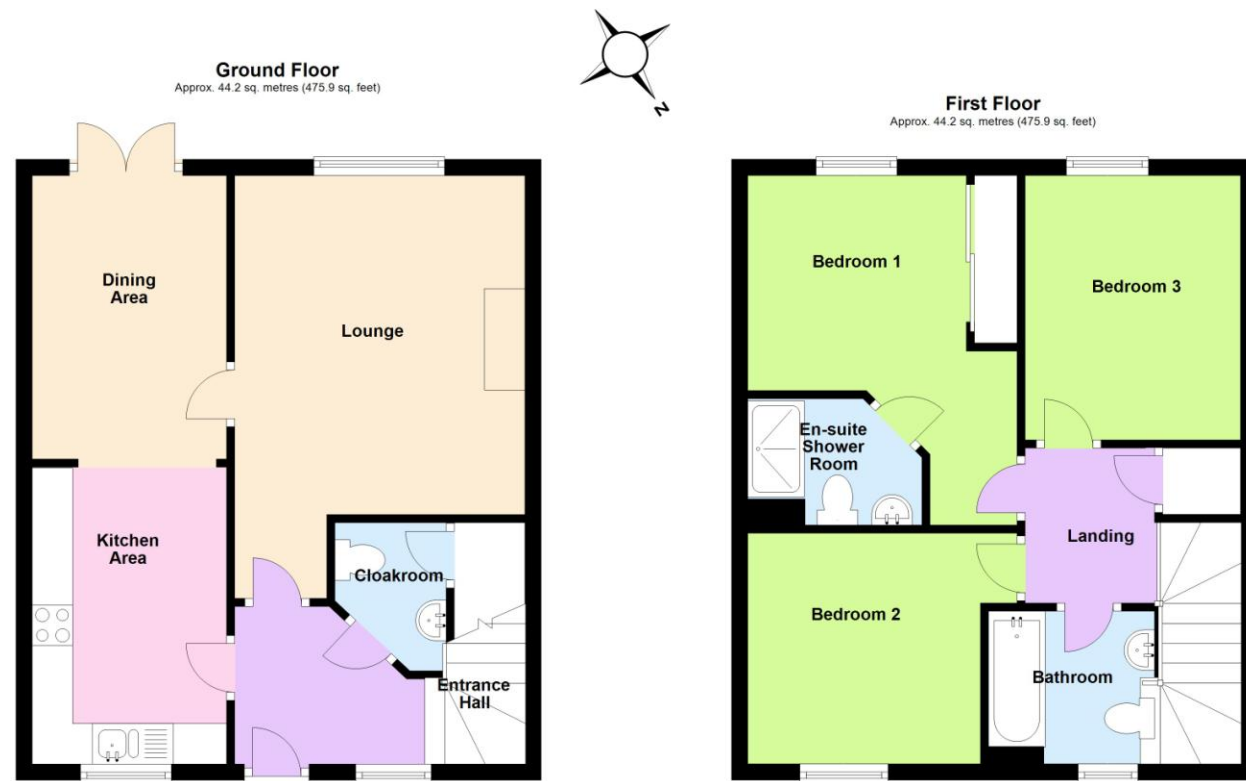 Ground Floor
Approx. 44.2 sq. metres (475.9 sq. feet)
N
First Floor
Approx. 44.2 sq. metres (475.9 sq. feet)
Dining
Area
Lounge
Kitchen
Area
Cloakroom
Entrance
Hall
Bedroom 1
Bedroom 3
En-suite
Shower
Room
Landing
Bedroom 2
Bathroom